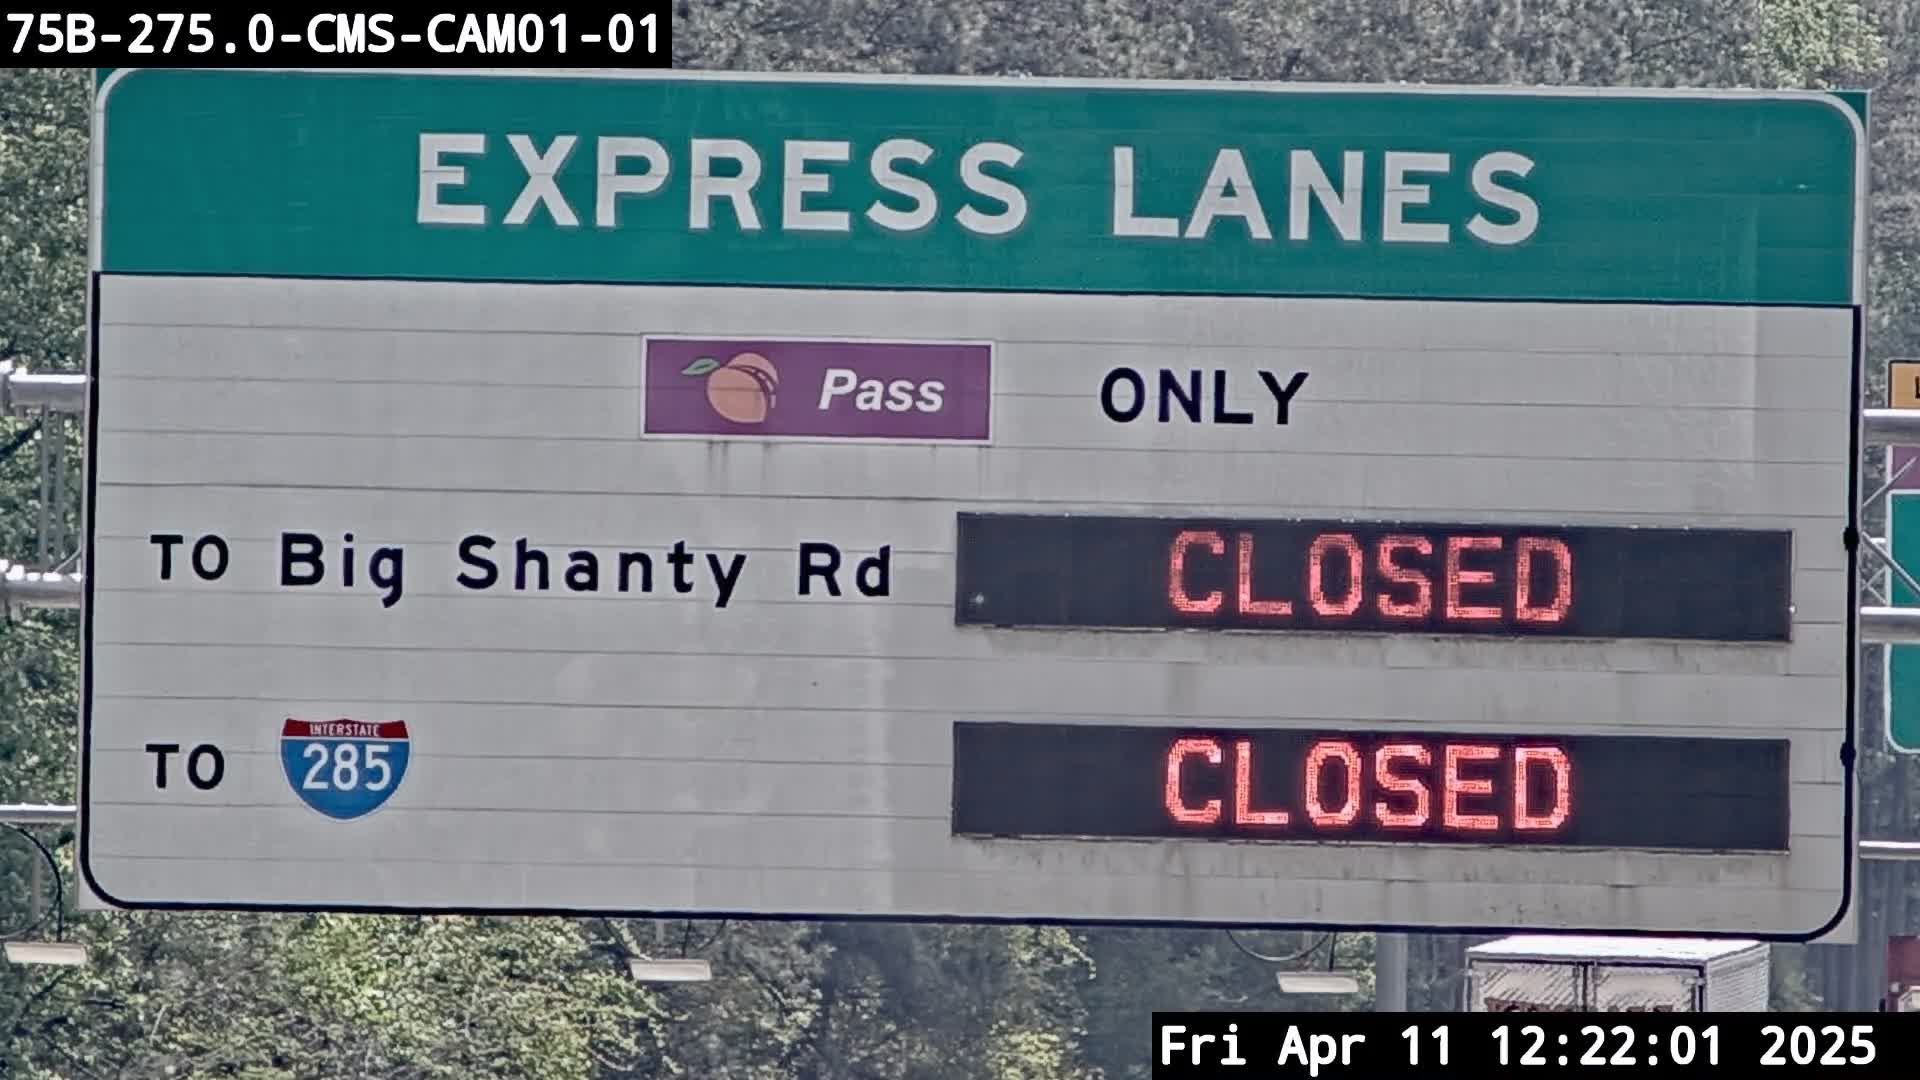 75B-275.0-CMS-CAM01-01
EXPRESS LANES
Pass ONLY
TO Big Shanty Rd CLOSED
TO INTERSTATE 285 CLOSED
Fri Apr 11 12:22:01 2025